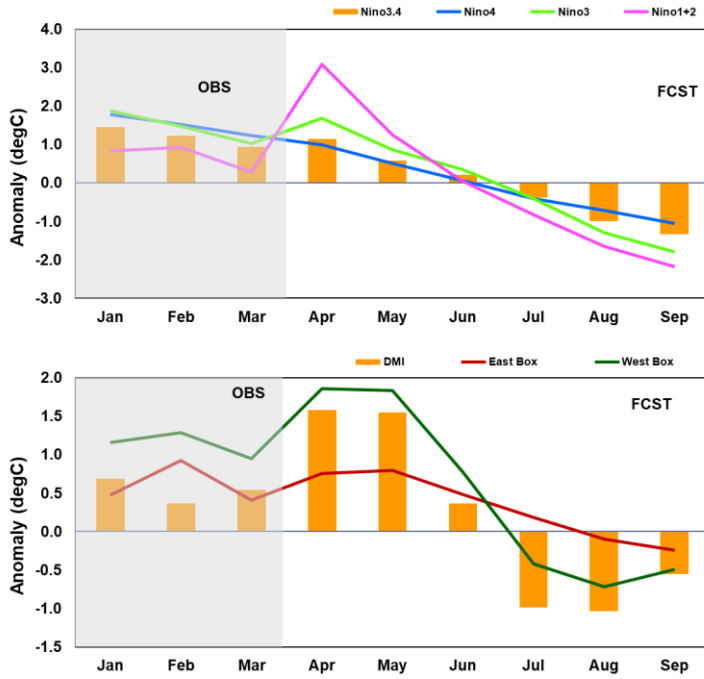 Nino3.4 Nino4 Nino3 Nino1+2
4.0
3.0
2.0
1.0
0.0
-1.0
-2.0
-3.0
Anomaly (degC)
OBS
FCST
Jan Feb Mar Apr May Jun Jul Aug Sep
DMI East Box West Box
2.0
1.5
1.0
0.5
0.0
-0.5
-1.0
-1.5
Anomaly (degC)
OBS
FCST
Jan Feb Mar Apr May Jun Jul Aug Sep